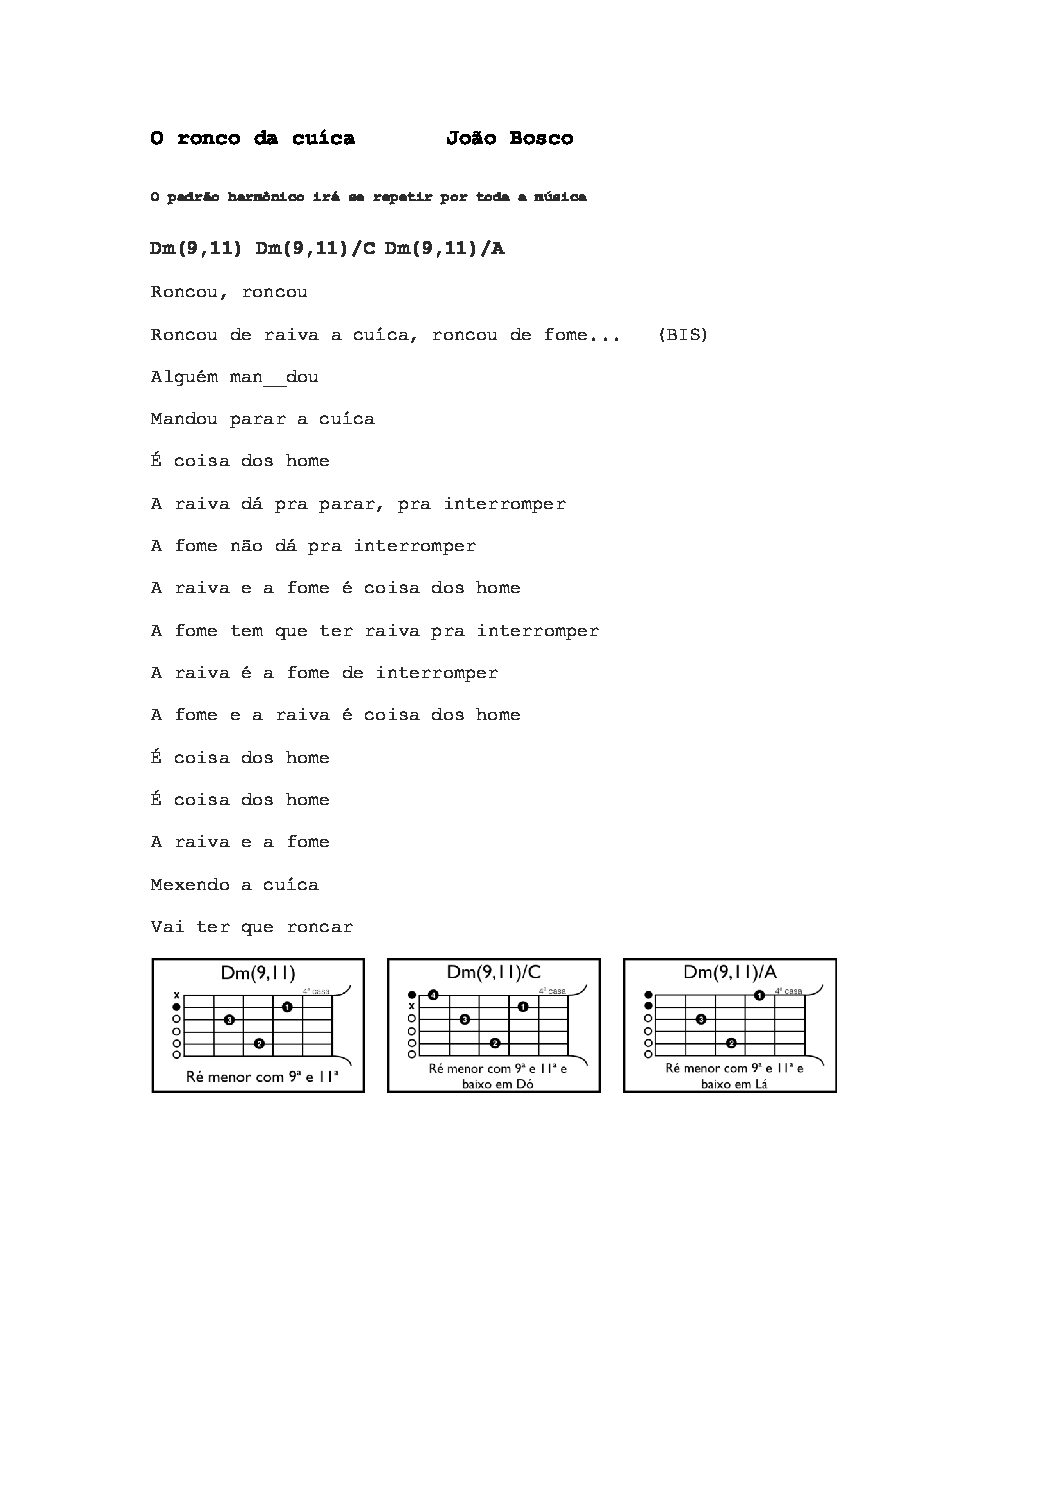 O ronco da cuíca João Bosco
O padrão harmônico irá se repetir por toda a música
Dm(9,11) Dm(9,11)/C Dm(9,11)/A
Roncou, roncou
Roncou de raiva a cuíca, roncou de fome... (BIS)
Alguém man__dou
Mandou parar a cuíca
É coisa dos home
A raiva dá pra parar, pra interromper
A fome não dá pra interromper
A raiva e a fome é coisa dos home
A fome tem que ter raiva pra interromper
A raiva é a fome de interromper
A fome e a raiva é coisa dos home
É coisa dos home
É coisa dos home
A raiva e a fome
Mexendo a cuíca
Vai ter que roncar
Dm(9,11)
4ª casa
x
1
3
2
Ré menor com 9ª e 11ª
Dm(9,11)/C
4ª casa
4
x
1
3
2
Ré menor com 9ª e 11ª e
baixo em Dó
Dm(9,11)/A
4ª casa
1
3
2
Ré menor com 9ª e 11ª e
baixo em Lá